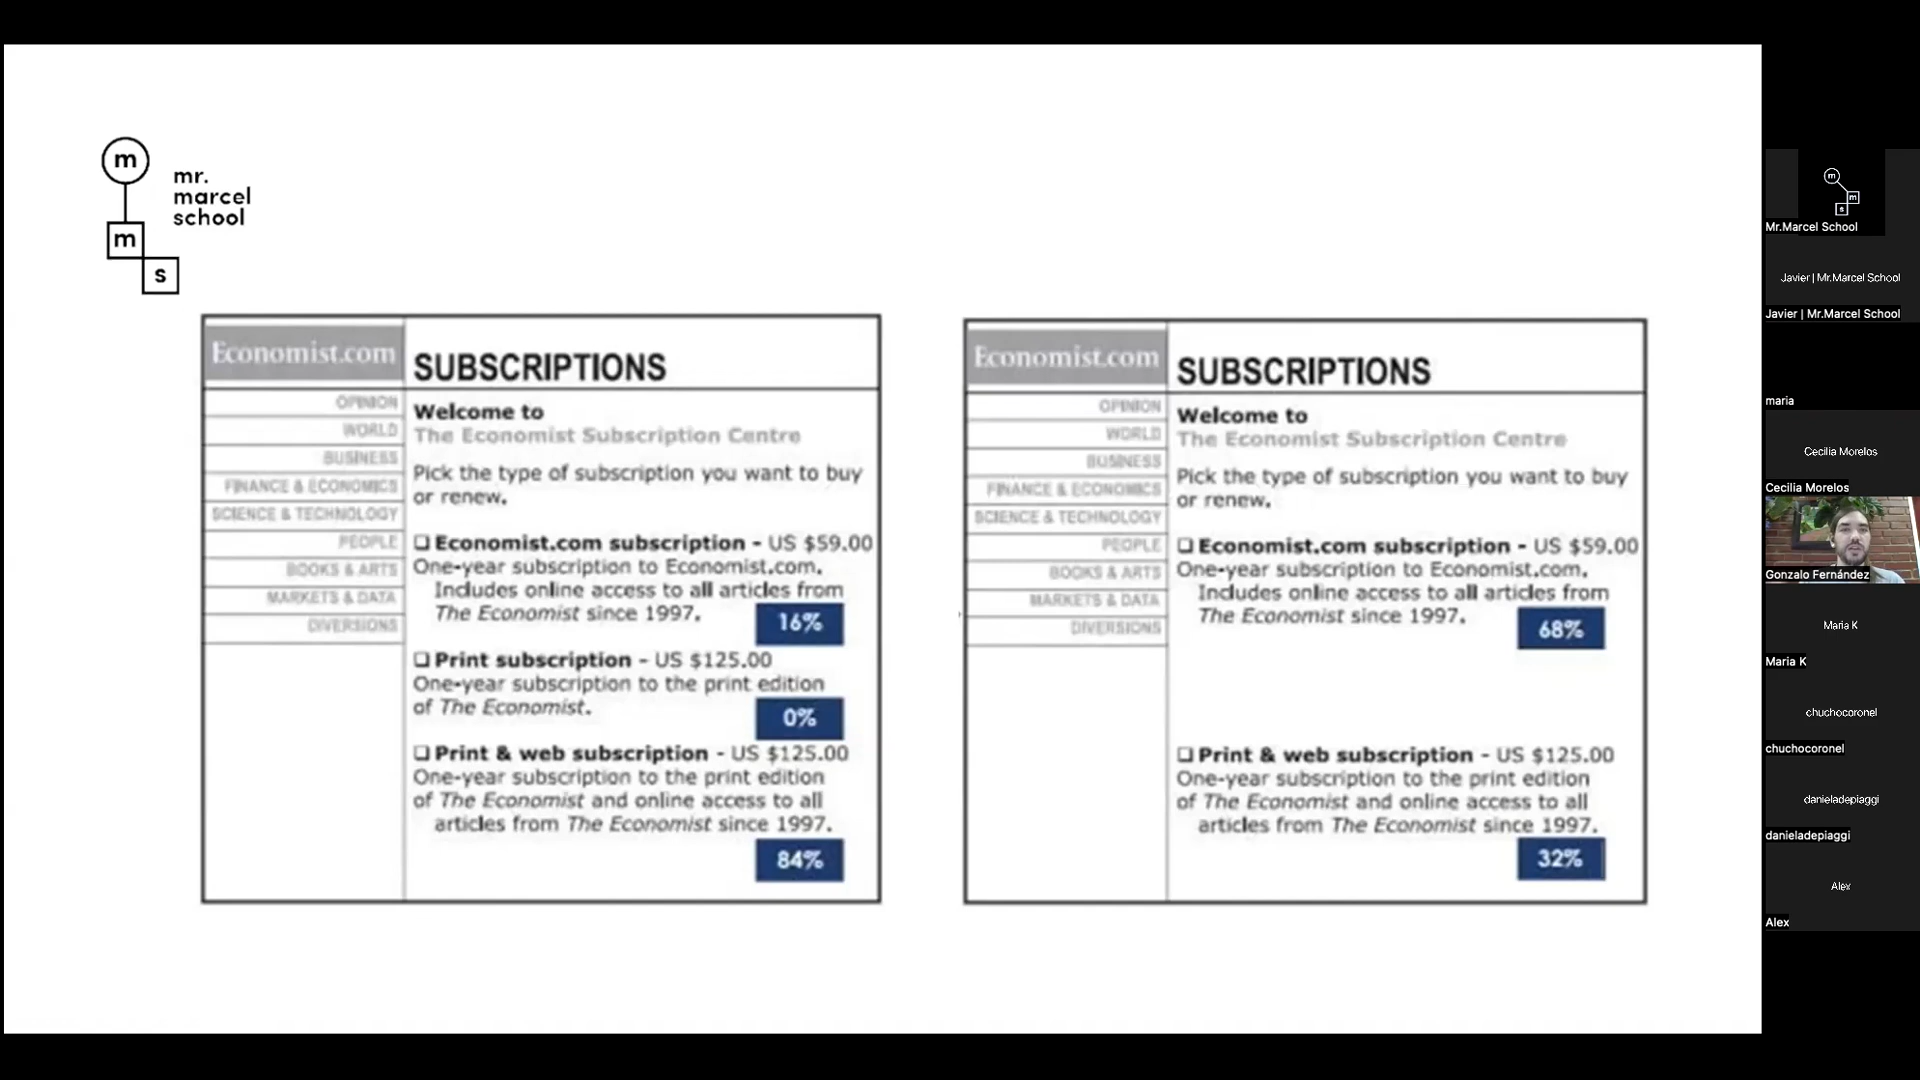 m
m
s
mr.
marcel
school
Economist.com
OPINION
WORLD
BUSINESS
FINANCE & ECONOMICS
SCIENCE & TECHNOLOGY
PEOPLE
BOOKS & ARTS
MARKETS & DATA
DIVERSIONS
SUBSCRIPTIONS
Welcome to
The Economist Subscription Centre
Pick the type of subscription you want to buy
or renew.
Economist.com subscription - US $59.00
One-year subscription to Economist.com.
Includes online access to all articles from
The Economist since 1997.
16%
Print subscription - US $125.00
One-year subscription to the print edition
of The Economist.
0%
Print & web subscription - US $125.00
One-year subscription to the print edition
of The Economist and online access to all
articles from The Economist since 1997.
84%
Economist.com
OPINION
WORLD
BUSINESS
FINANCE & ECONOMICS
SCIENCE & TECHNOLOGY
PEOPLE
BOOKS & ARTS
MARKETS & DATA
DIVERSIONS
SUBSCRIPTIONS
Welcome to
The Economist Subscription Centre
Pick the type of subscription you want to buy
or renew.
Economist.com subscription - US $59.00
One-year subscription to Economist.com.
Includes online access to all articles from
The Economist since 1997.
68%
Print & web subscription - US $125.00
One-year subscription to the print edition
of The Economist and online access to all
articles from The Economist since 1997.
32%
m
m
s
Mr.Marcel School
Javier | Mr.Marcel School
Javier | Mr.Marcel School
maria
Cecilia Morelos
Cecilia Morelos
Gonzalo Fernández
Maria K
Maria K
chuchocoronel
chuchocoronel
danieladepiaggi
danieladepiaggi
Alex
Alex